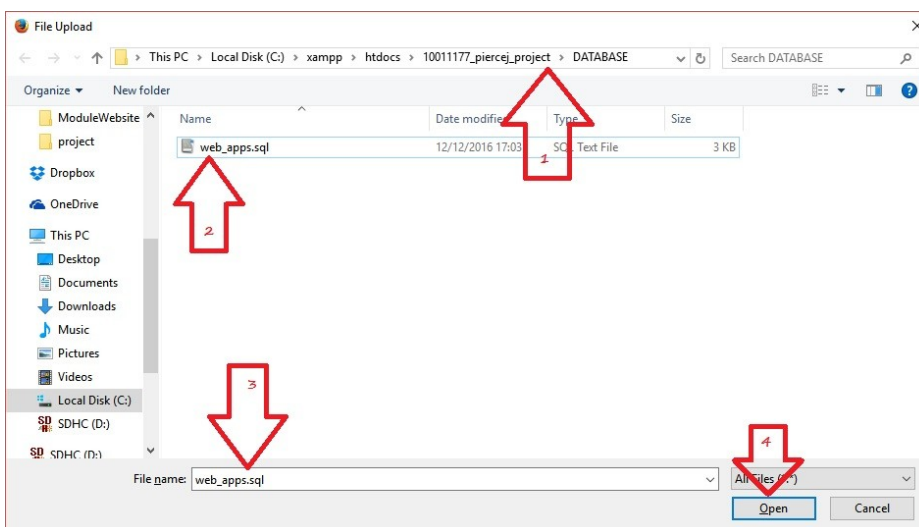 File Upload
This PC > Local Disk (C:) > xampp > htdocs > 10011177_piercej_project > DATABASE
Search DATABASE
Organize
New folder
ModuleWebsite
project
Dropbox
OneDrive
This PC
Desktop
Documents
Downloads
Music
Pictures
Videos
Local Disk (C:)
SDHC (D:)
SDHC (D:)
Name Date modified Type Size
web_apps.sql 12/12/2016 17:03 SQL Text File 3 KB
1
2
3
4
File name: web_apps.sql
All Files (*.*)
Open Cancel